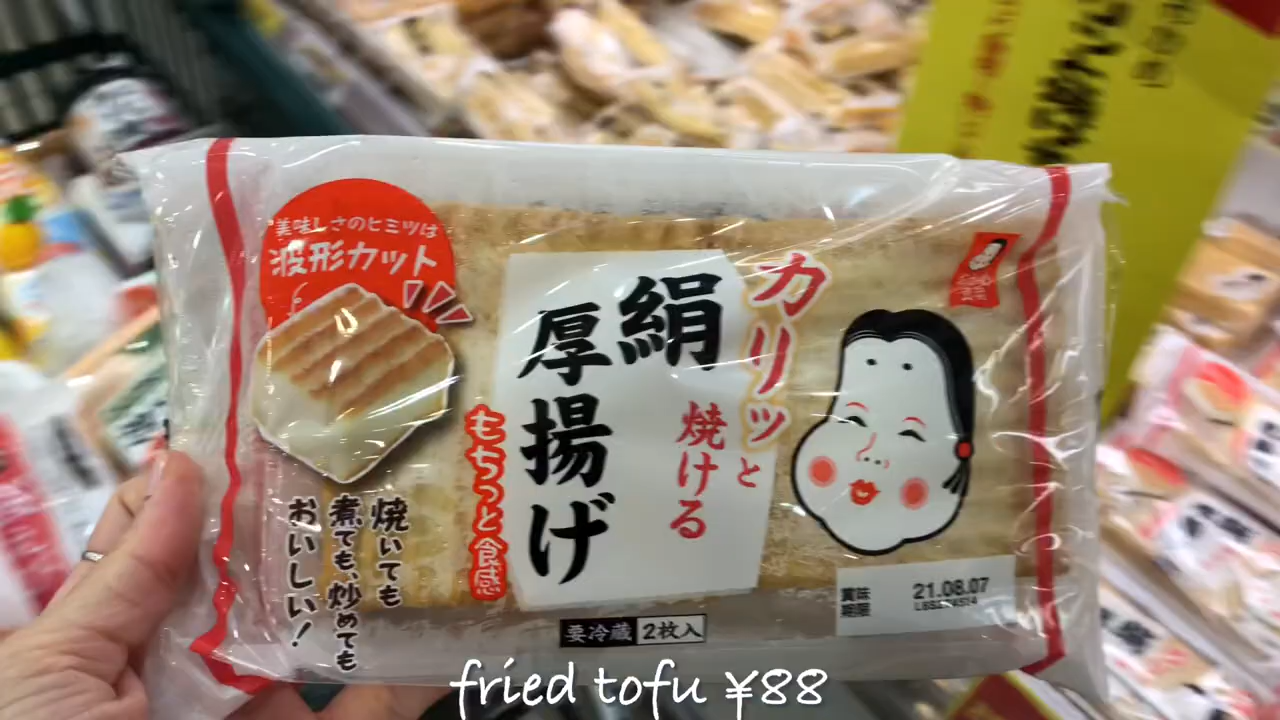 美味しさのヒミツは
波形カット
カリッと
焼ける
絹
厚揚げ
もちっと食感
焼いても
煮ても、炒めても
おいしい!
賞味
期限
21.08.07
要冷蔵 2枚入
fried tofu ¥88